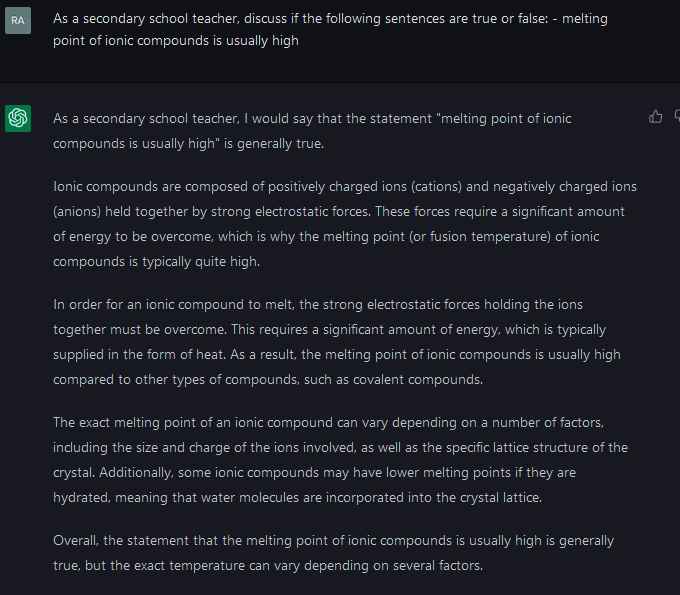 RA
As a secondary school teacher, discuss if the following sentences are true or false: - melting
point of ionic compounds is usually high
As a secondary school teacher, I would say that the statement "melting point of ionic
compounds is usually high" is generally true.
Ionic compounds are composed of positively charged ions (cations) and negatively charged ions
(anions) held together by strong electrostatic forces. These forces require a significant amount
of energy to be overcome, which is why the melting point (or fusion temperature) of ionic
compounds is typically quite high.
In order for an ionic compound to melt, the strong electrostatic forces holding the ions
together must be overcome. This requires a significant amount of energy, which is typically
supplied in the form of heat. As a result, the melting point of ionic compounds is usually high
compared to other types of compounds, such as covalent compounds.
The exact melting point of an ionic compound can vary depending on a number of factors,
including the size and charge of the ions involved, as well as the specific lattice structure of the
crystal. Additionally, some ionic compounds may have lower melting points if they are
hydrated, meaning that water molecules are incorporated into the crystal lattice.
Overall, the statement that the melting point of ionic compounds is usually high is generally
true, but the exact temperature can vary depending on several factors.